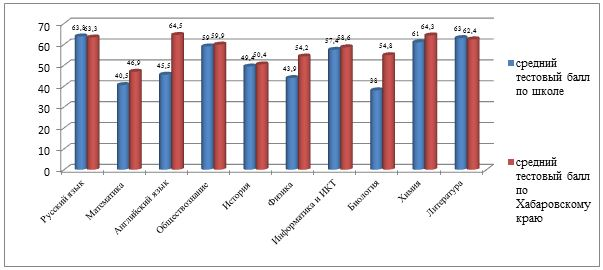 70
60
50
40
30
20
10
0
63,8 63,3
40,5 46,9
45,5 64,5
59 59,9
49,4 50,4
43,9 54,2
57,4 58,6
38 54,8
61 64,3
63 62,4
Русский язык
Математика
Английский язык
Обществознание
История
Физика
Информатика и ИКТ
Биология
Химия
Литература
средний
тестовый балл
по школе
средний
тестовый балл
по
Хабаровскому
краю